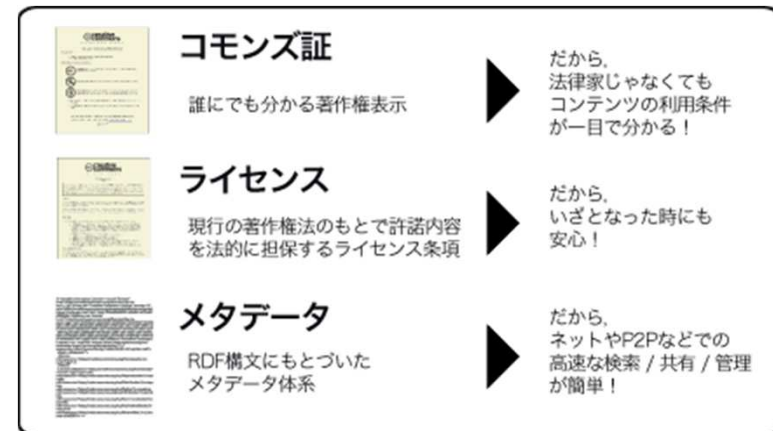 コモンズ証
誰にでも分かる著作権表示
だから,
法律家じゃなくても
コンテンツの利用条件
が一目で分かる！
ライセンス
現行の著作権法のもとで許諾内容
を法的に担保するライセンス条項
だから,
いざとなった時にも
安心！
メタデータ
RDF構文にもとづいた
メタデータ体系
だから,
ネットやP2Pなどでの
高速な検索 / 共有 / 管理
が簡単！